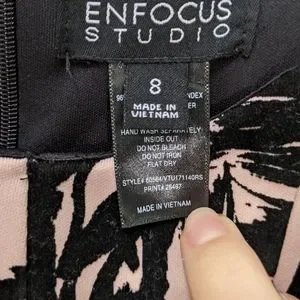 ENFOCUS
STUDIO
8
MADE IN
VIETNAM
HAND WASH SEPARATELY
INSIDE OUT
DO NOT BLEACH
DO NOT IRON
FLAT DRY
MADE IN VIETNAM